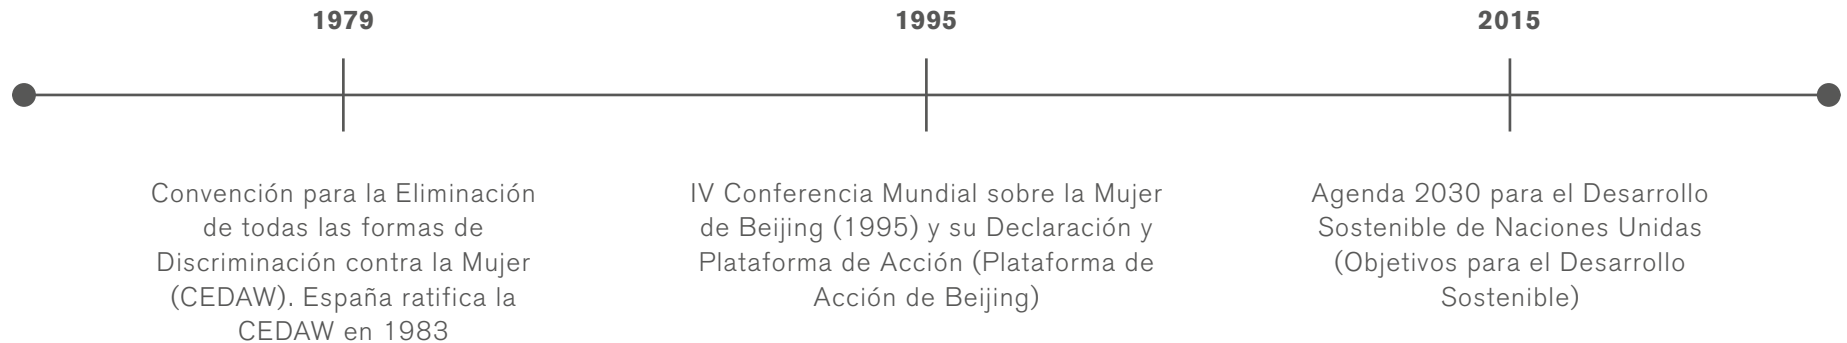 1979
1995
2015
Convención para la Eliminación
de todas las formas de
Discriminación contra la Mujer
(CEDAW). España ratifica la
CEDAW en 1983
IV Conferencia Mundial sobre la Mujer
de Beijing (1995) y su Declaración y
Plataforma de Acción (Plataforma de
Acción de Beijing)
Agenda 2030 para el Desarrollo
Sostenible de Naciones Unidas
(Objetivos para el Desarrollo
Sostenible)